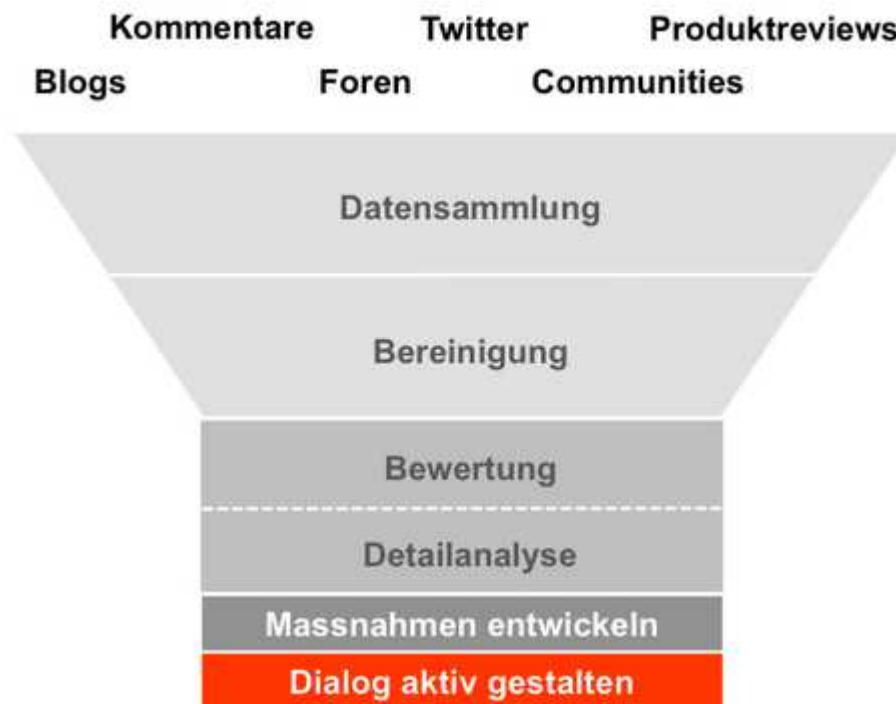 Kommentare Twitter Produktreviews
Blogs Foren Communities
Datensammlung
Bereinigung
Bewertung
Detailanalyse
Massnahmen entwickeln
Dialog aktiv gestalten